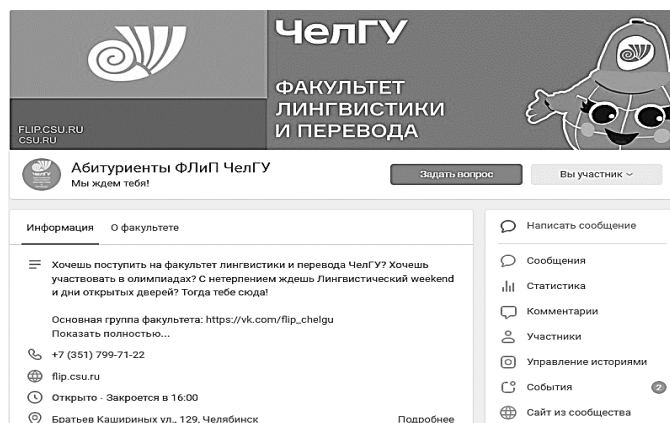 ЧелГУ
ФАКУЛЬТЕТ
ЛИНГВИСТИКИ
И ПЕРЕВОДА
FLIP.CSU.RU
CSU.RU
Абитуриенты ФЛиП ЧелГУ
Мы ждем тебя!
Задать вопрос
Вы участник
Информация О факультете
Хочешь поступить на факультет лингвистики и перевода ЧелГУ? Хочешь
участвовать в олимпиадах? С нетерпением ждешь Лингвистический weekend
и дни открытых дверей? Тогда тебе сюда!
Основная группа факультета: https://vk.com/flip_chelgu
Показать полностью...
+7 (351) 799-71-22
flip.csu.ru
Открыто - Закроется в 16:00
Братьев Кашириных ул., 129, Челябинск Подробнее
Написать сообщение
Сообщения
Статистика
Комментарии
Участники
Управление историями
События 2
Сайт из сообщества